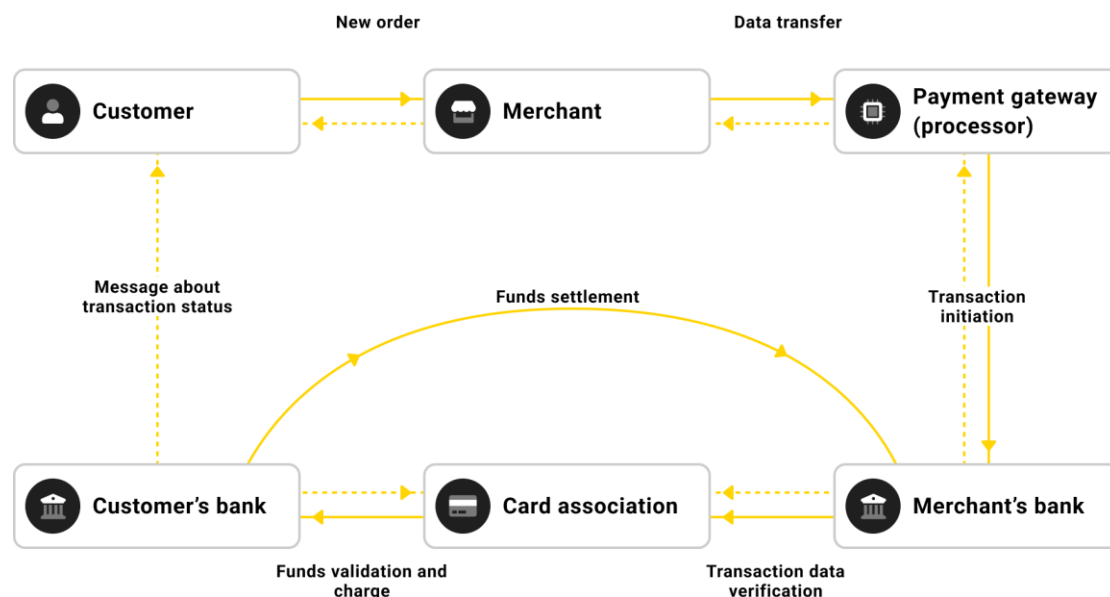 New order
Data transfer
Customer
Merchant
Payment gateway
(processor)
Message about
transaction status
Funds settlement
Transaction
initiation
Customer’s bank
Card association
Merchant’s bank
Funds validation and
charge
Transaction data
verification